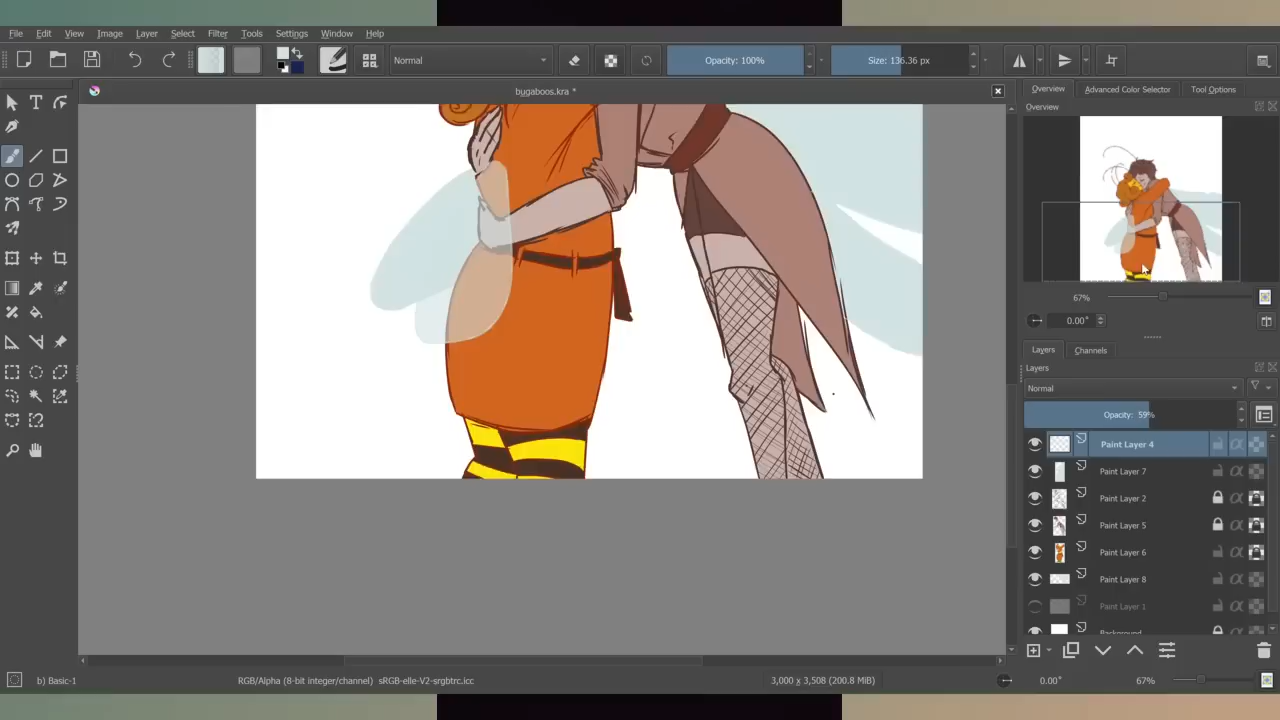 File Edit View Image Layer Select Filter Tools Settings Window Help
Normal Opacity: 100% Size: 136.36 px
bugaboos.kra *
Overview Advanced Color Selector Tool Options
Overview
67%
0.00°
Layers Channels
Layers
Normal
Opacity: 59%
Paint Layer 4
Paint Layer 7
Paint Layer 2
Paint Layer 5
Paint Layer 6
Paint Layer 8
Paint Layer 1
Background
b) Basic-1 RGB/Alpha (8-bit integer/channel) sRGB-elle-V2-srgbtrc.icc 3,000 x 3,508 (200.8 MiB) 0.00° 67%